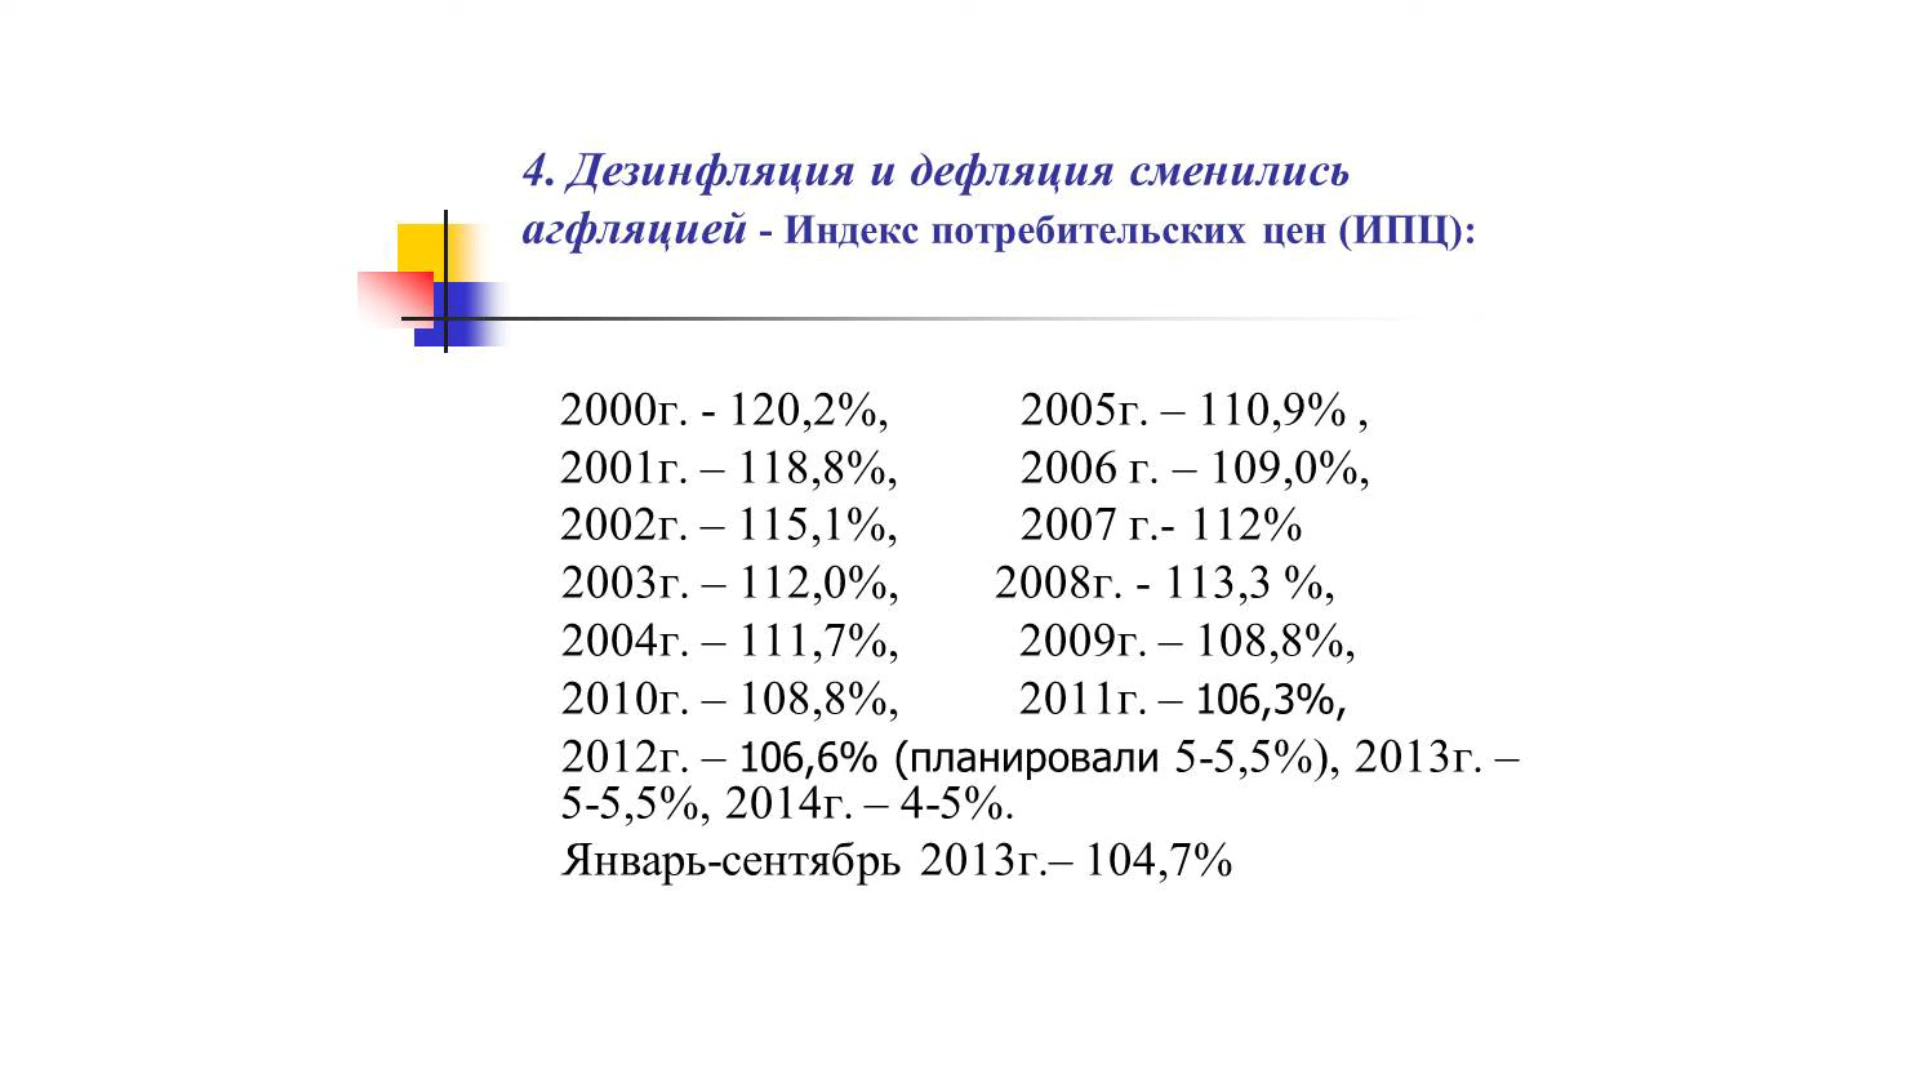 4. Дезинфляция и дефляция сменились
агфляцией - Индекс потребительских цен (ИПЦ):
2000г. - 120,2%, 2005г. – 110,9% ,
2001г. – 118,8%, 2006 г. – 109,0%,
2002г. – 115,1%, 2007 г.- 112%
2003г. – 112,0%, 2008г. - 113,3 %,
2004г. – 111,7%, 2009г. – 108,8%,
2010г. – 108,8%, 2011г. – 106,3%,
2012г. – 106,6% (планировали 5-5,5%), 2013г. –
5-5,5%, 2014г. – 4-5%.
Январь-сентябрь 2013г.– 104,7%